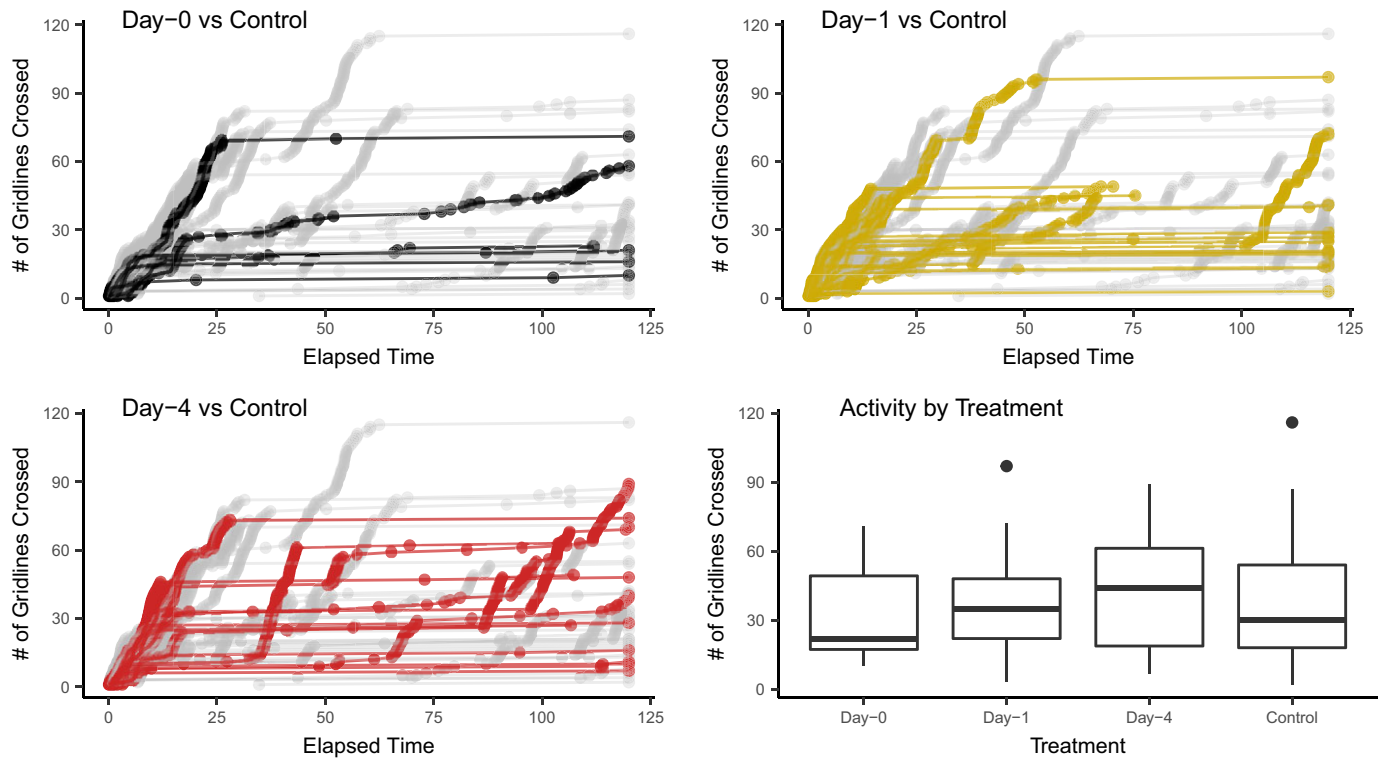 Day−0 vs Control
# of Gridlines Crossed
120
90
60
30
0
0 25 50 75 100 125
Elapsed Time
Day−1 vs Control
# of Gridlines Crossed
120
90
60
30
0
0 25 50 75 100 125
Elapsed Time
Day−4 vs Control
# of Gridlines Crossed
120
90
60
30
0
0 25 50 75 100 125
Elapsed Time
Activity by Treatment
# of Gridlines Crossed
120
90
60
30
0
Day−0 Day−1 Day−4 Control
Treatment